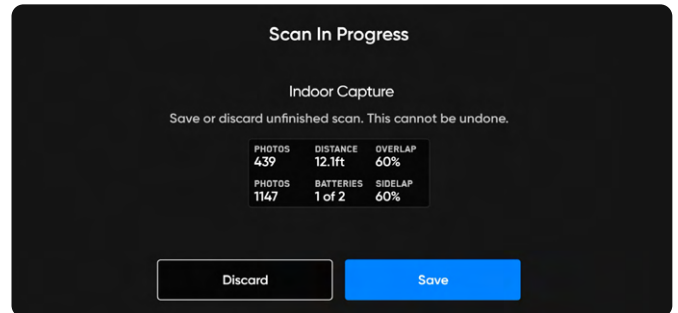 Scan In Progress
Indoor Capture
Save or discard unfinished scan. This cannot be undone.
PHOTOS DISTANCE OVERLAP
439 12.1ft 60%
PHOTOS BATTERIES SIDELAP
1147 1 of 2 60%
Discard Save